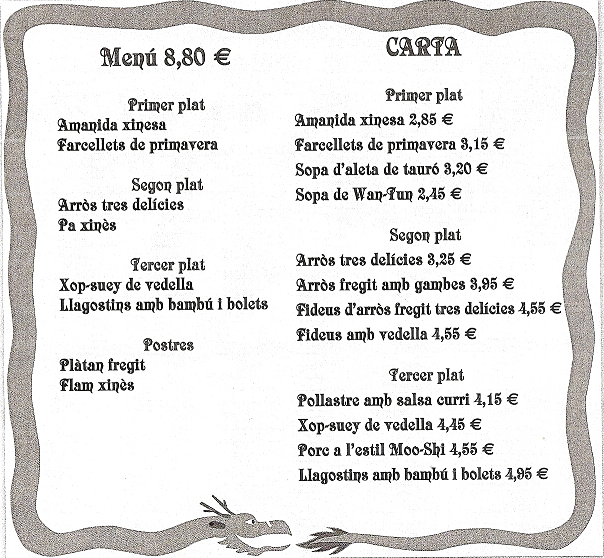 Menú 8,80 €
Primer plat
Amanida xinesa
Farcellets de primavera
Segon plat
Arròs tres delícies
Pa xinès
Tercer plat
Xop-suey de vedella
Llagostins amb bambú i bolets
Postres
Plàtan fregit
Flam xinès
CARTA
Primer plat
Amanida xinesa 2,85 €
Farcellets de primavera 3,15 €
Sopa d'aleta de tauró 3,20 €
Sopa de Wan-Tun 2,45 €
Segon plat
Arròs tres delícies 3,25 €
Arròs fregit amb gambes 3,95 €
Fideus d'arròs fregit tres delícies 4,55 €
Fideus amb vedella 4,55 €
Tercer plat
Pollastre amb salsa curri 4,15 €
Xop-suey de vedella 4,45 €
Porc a l'estil Moo-Shi 4,55 €
Llagostins amb bambú i bolets 4,95 €